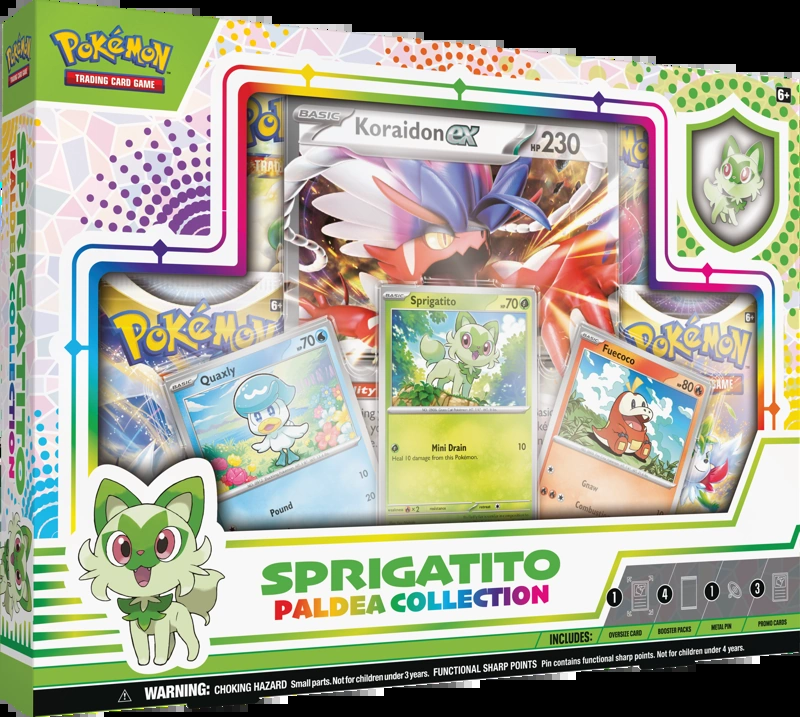 POKéMON
TRADING CARD GAME
6+
BASIC
Koraidon ex
HP 230
SPRIGATITO
PALDEA COLLECTION
BASIC
Sprigatito
HP 70
Mini Drain 10
Heal 10 damage from this Pokémon.
POKéMON
6+
BASIC
Quaxly
HP 70
10
Pound 20
POKéMON
6+
BASIC
Fuecoco
HP 80
Gnaw 10
SPRIGATITO
PALDEA COLLECTION
INCLUDES:
1 OVERSIZE CARD
4 BOOSTER PACKS
1 METAL PIN
3 PROMO CARDS
WARNING: CHOKING HAZARD Small parts. Not for children under 3 years. FUNCTIONAL SHARP POINTS Pin contains functional sharp points. Not for children under 4 years.